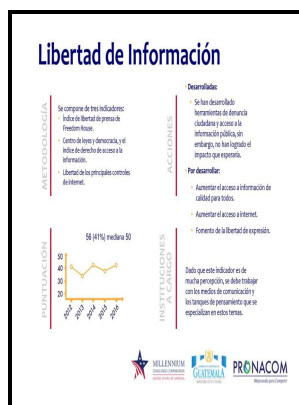 Libertad de Información
METODOLOGÍA
Se compone de tres indicadores:
• Índice de libertad de prensa de
Freedom House.
• Centro de leyes y democracia, y el
índice de derecho de acceso a la
información.
• Libertad de los principales controles
de internet.
ACCIONES
• Desarrolladas:
• Se han desarrollado
herramientas de denuncia
ciudadana y acceso a la
información pública, sin
embargo, no han logrado el
impacto que esperaría.
• Por desarrollar:
• Aumentar el acceso a información de
calidad para todos.
• Aumentar el acceso a internet.
• Fomento de la libertad de expresión.
PUNTUACIÓN
56 (41%) mediana 50
50
40
30
20
2012
2013
2014
2015
2016
INSTITUCIONES
A CARGO
Dado que este indicador es de
mucha percepción, se debe trabajar
con los medios de comunicación y
los tanques de pensamiento que se
especializan en estos temas.
MILLENNIUM
GUATEMALA
PRONACOM